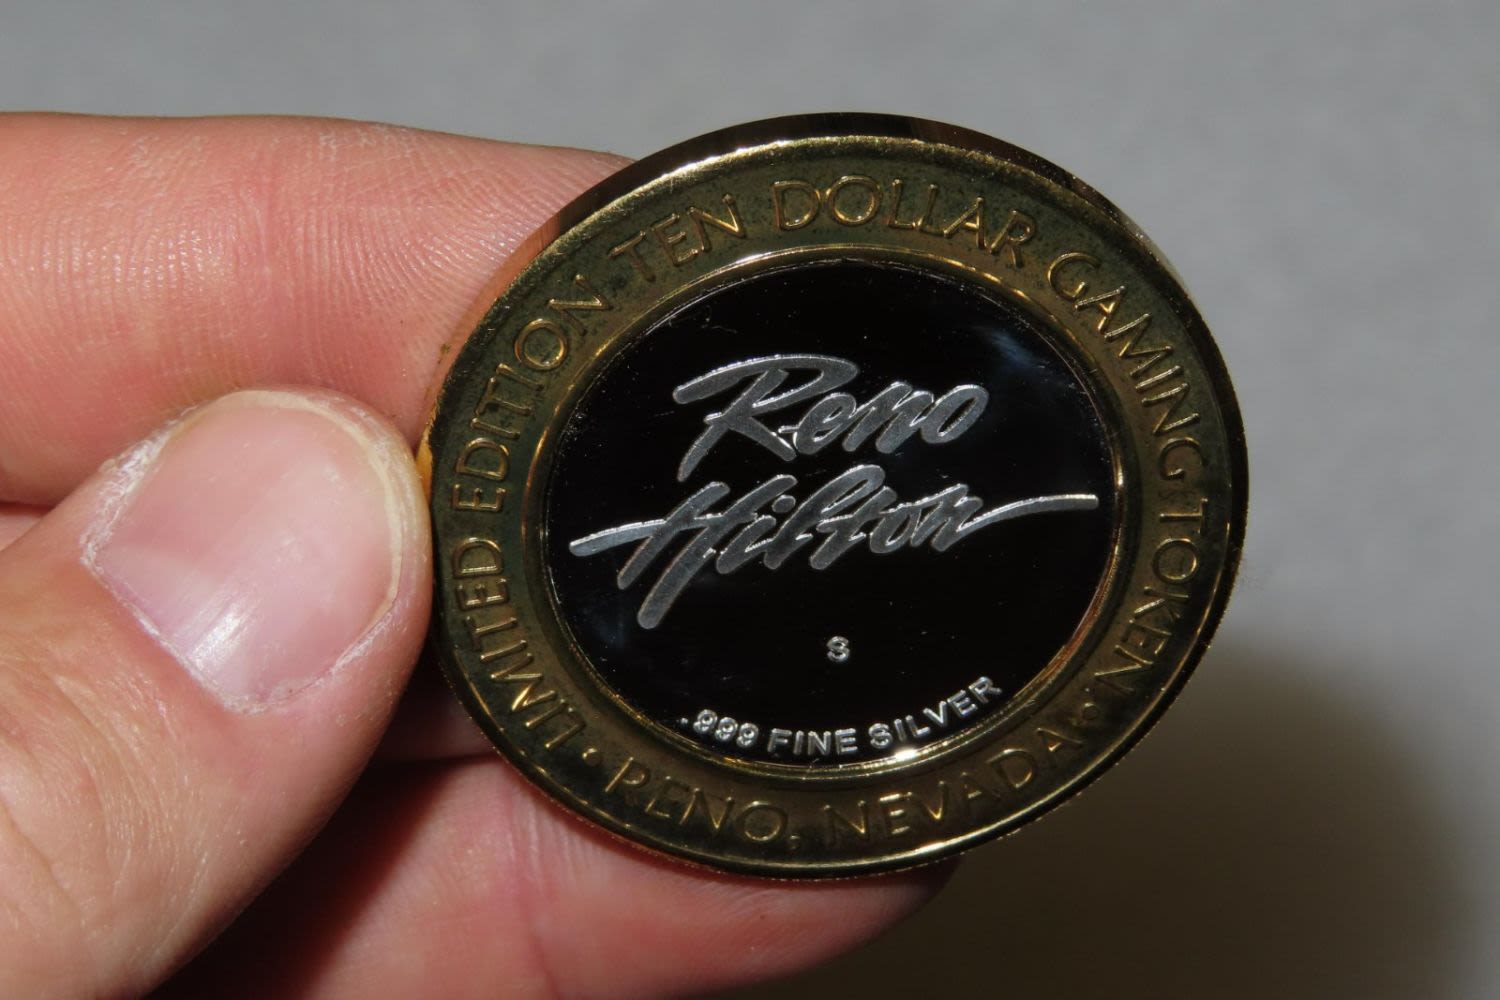 LIMITED EDITION TEN DOLLAR GAMING TOKEN
Reno
Hilton
S
.999 FINE SILVER
• RENO, NEVADA •